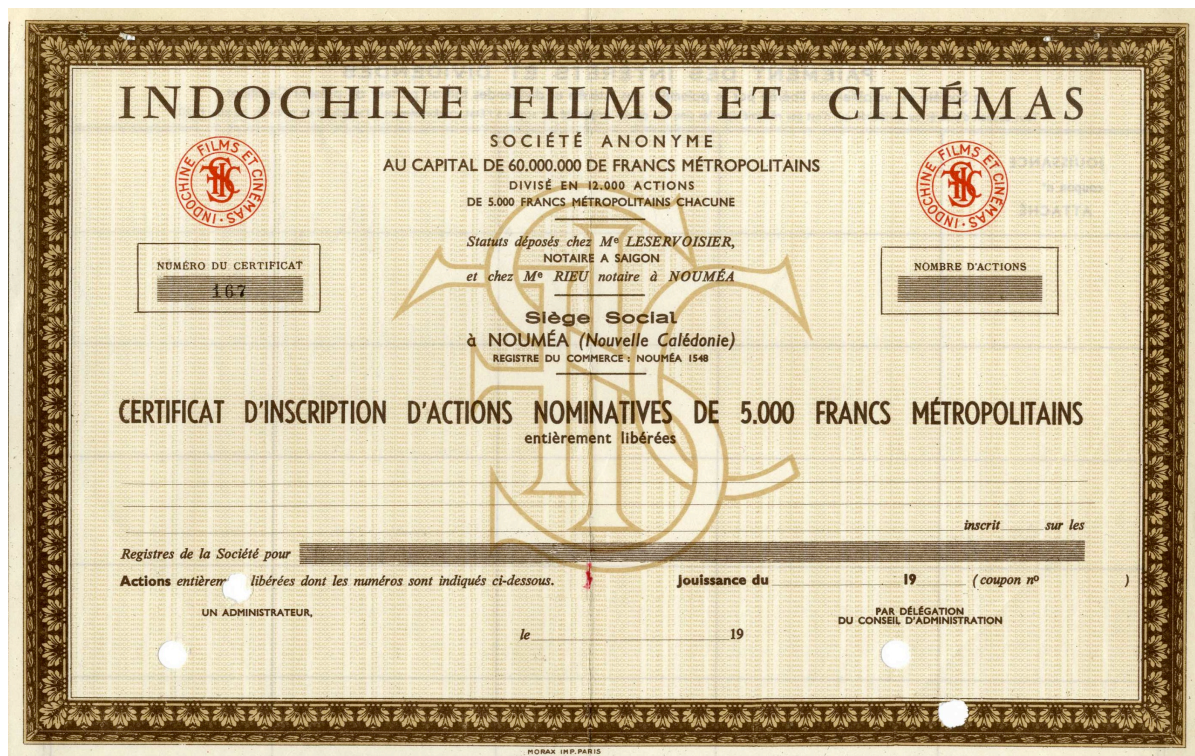 INDOCHINE FILMS ET CINÉMAS
SOCIÉTÉ ANONYME
AU CAPITAL DE 60.000.000 DE FRANCS MÉTROPOLITAINS
DIVISÉ EN 12.000 ACTIONS
DE 5.000 FRANCS MÉTROPOLITAINS CHACUNE
INDOCHINE FILMS ET CINÉMAS · S.I.
INDOCHINE FILMS ET CINÉMAS · S.I.
Statuts déposés chez Me LESERVOISIER,
NOTAIRE A SAIGON
et chez Me RIEU notaire à NOUMÉA
NUMÉRO DU CERTIFICAT
167
NOMBRE D'ACTIONS
Siège Social
à NOUMÉA (Nouvelle Calédonie)
REGISTRE DU COMMERCE : NOUMÉA 1548
CERTIFICAT D'INSCRIPTION D'ACTIONS NOMINATIVES DE 5.000 FRANCS MÉTROPOLITAINS
entièrement libérées
inscrit sur les
Registres de la Société pour
Actions entièrem libérées dont les numéros sont indiqués ci-dessous. Jouissance du 19 (coupon nº )
UN ADMINISTRATEUR,
PAR DÉLÉGATION
DU CONSEIL D'ADMINISTRATION
le 19
MORAX IMP. PARIS